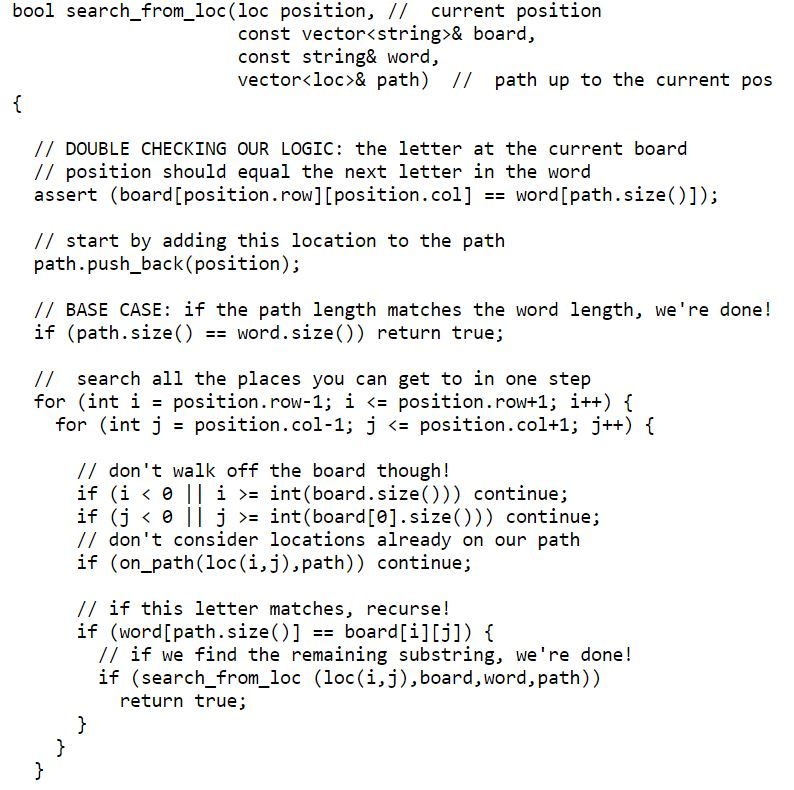 bool search_from_loc(loc position, //  current position
                     const vector<string>& board,
                     const string& word,
                     vector<loc>& path)  //  path up to the current pos
{
  // DOUBLE CHECKING OUR LOGIC: the letter at the current board
  // position should equal the next letter in the word
  assert (board[position.row][position.col] == word[path.size()]);
  // start by adding this location to the path
  path.push_back(position);
  // BASE CASE: if the path length matches the word length, we're done!
  if (path.size() == word.size()) return true;
  //  search all the places you can get to in one step
  for (int i = position.row-1; i <= position.row+1; i++) {
    for (int j = position.col-1; j <= position.col+1; j++) {
      // don't walk off the board though!
      if (i < 0 || i >= int(board.size())) continue;
      if (j < 0 || j >= int(board[0].size())) continue;
      // don't consider locations already on our path
      if (on_path(loc(i,j),path)) continue;
      // if this letter matches, recurse!
      if (word[path.size()] == board[i][j]) {
        // if we find the remaining substring, we're done!
        if (search_from_loc (loc(i,j),board,word,path))
          return true;
      }
    }
  }